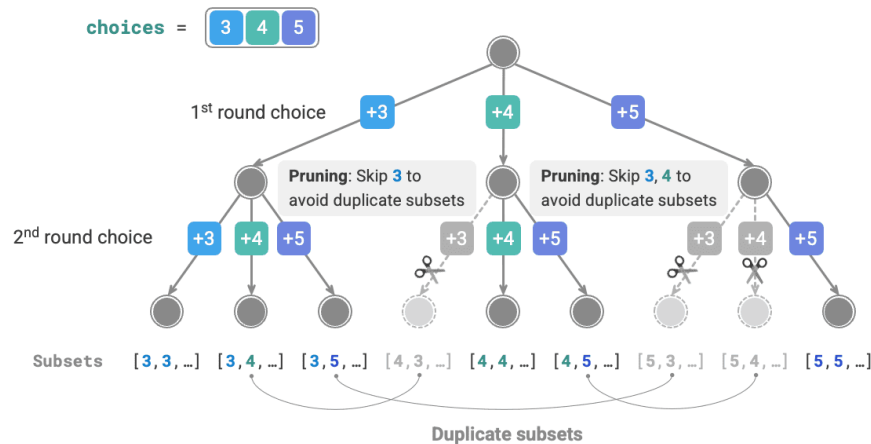 choices = 3 4 5
1st round choice
+3 +4 +5
Pruning: Skip 3 to
avoid duplicate subsets
Pruning: Skip 3, 4 to
avoid duplicate subsets
2nd round choice
+3 +4 +5 +3 +4 +5 +3 +4 +5
Subsets [3,3,…] [3,4,…] [3,5,…] [4,3,…] [4,4,…] [4,5,…] [5,3,…] [5,4,…] [5,5,…]
Duplicate subsets